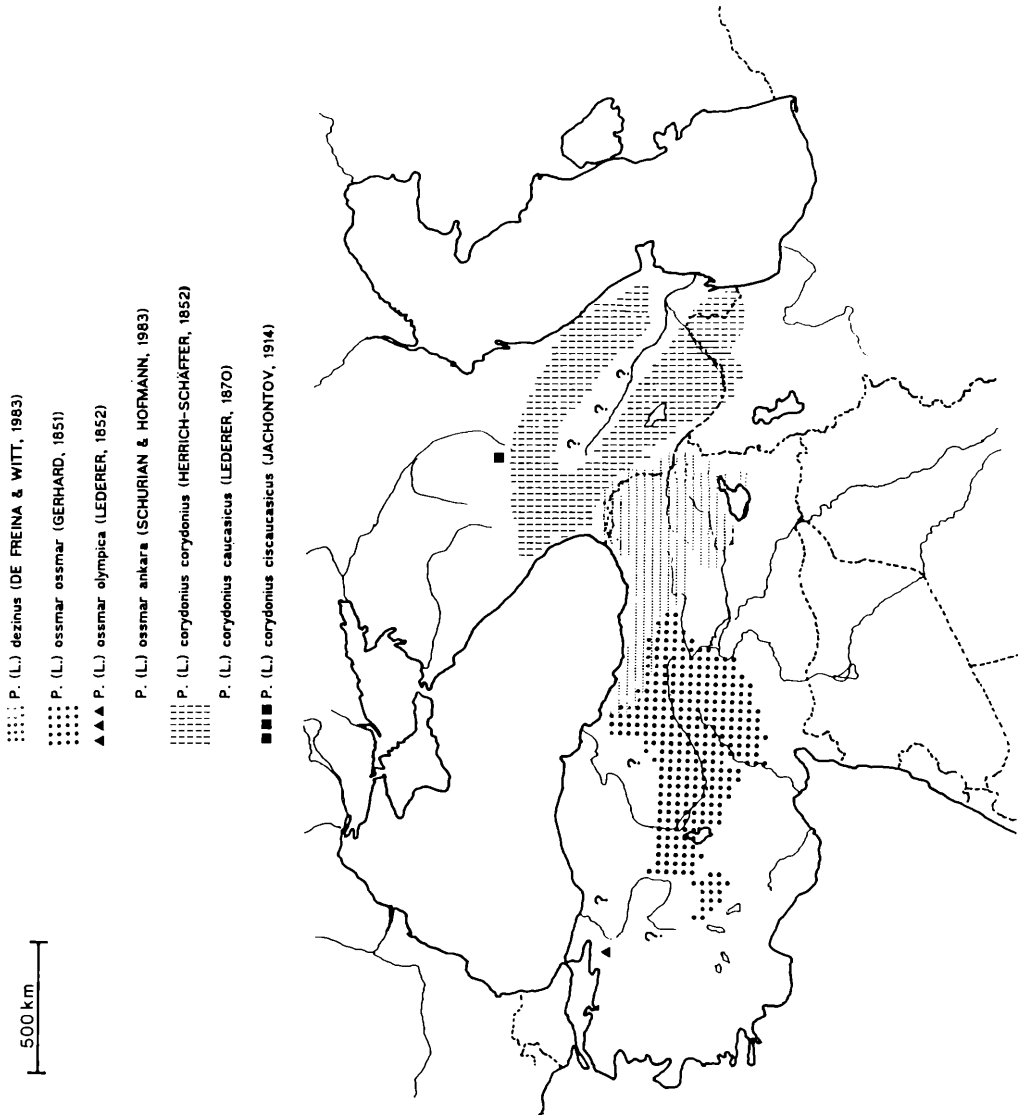 500 km
P. (L.) dezinus (DE FREINA & WITT, 1983)
P. (L.) ossmar ossmar (GERHARD, 1851)
P. (L.) ossmar olympica (LEDERER, 1852)
P. (L.) ossmar ankara (SCHURIAN & HOFMANN, 1983)
P. (L.) corydonius corydonius (HERRICH-SCHÄFFER, 1852)
P. (L.) corydonius caucasicus (LEDERER, 1870)
P. (L.) corydonius ciscaucasicus (JACHONTOV, 1914)
?
?
?
?
?
?